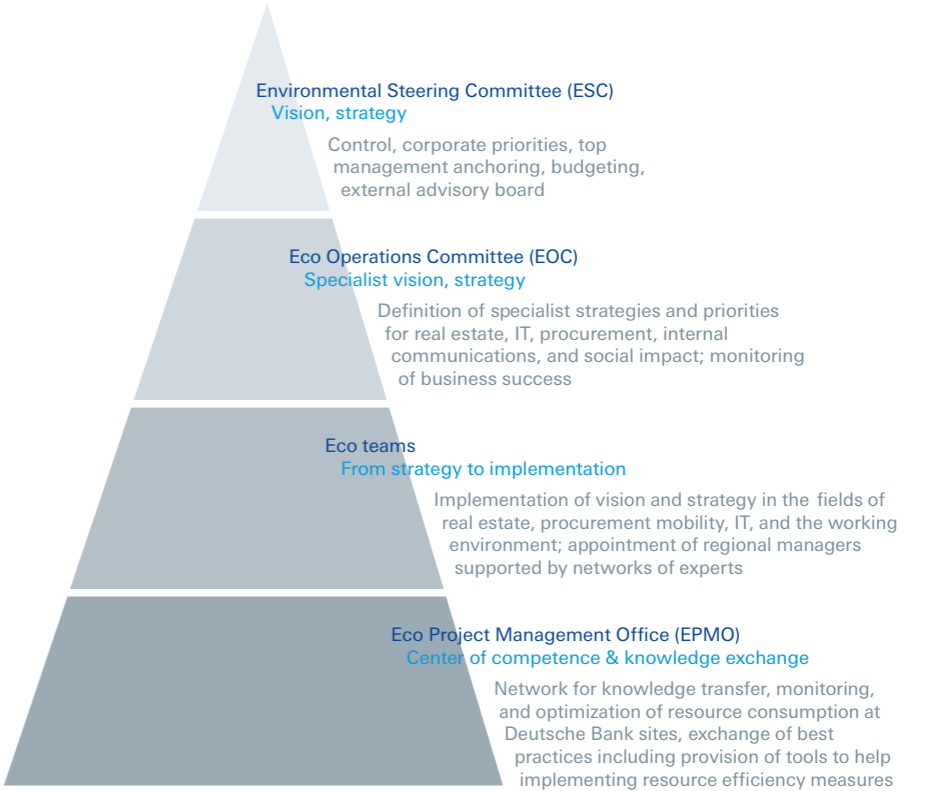 Environmental Steering Committee (ESC)
Vision, strategy
Control, corporate priorities, top
management anchoring, budgeting,
external advisory board
Eco Operations Committee (EOC)
Specialist vision, strategy
Definition of specialist strategies and priorities
for real estate, IT, procurement, internal
communications, and social impact; monitoring
of business success
Eco teams
From strategy to implementation
Implementation of vision and strategy in the fields of
real estate, procurement mobility, IT, and the working
environment; appointment of regional managers
supported by networks of experts
Eco Project Management Office (EPMO)
Center of competence & knowledge exchange
Network for knowledge transfer, monitoring,
and optimization of resource consumption at
Deutsche Bank sites, exchange of best
practices including provision of tools to help
implementing resource efficiency measures